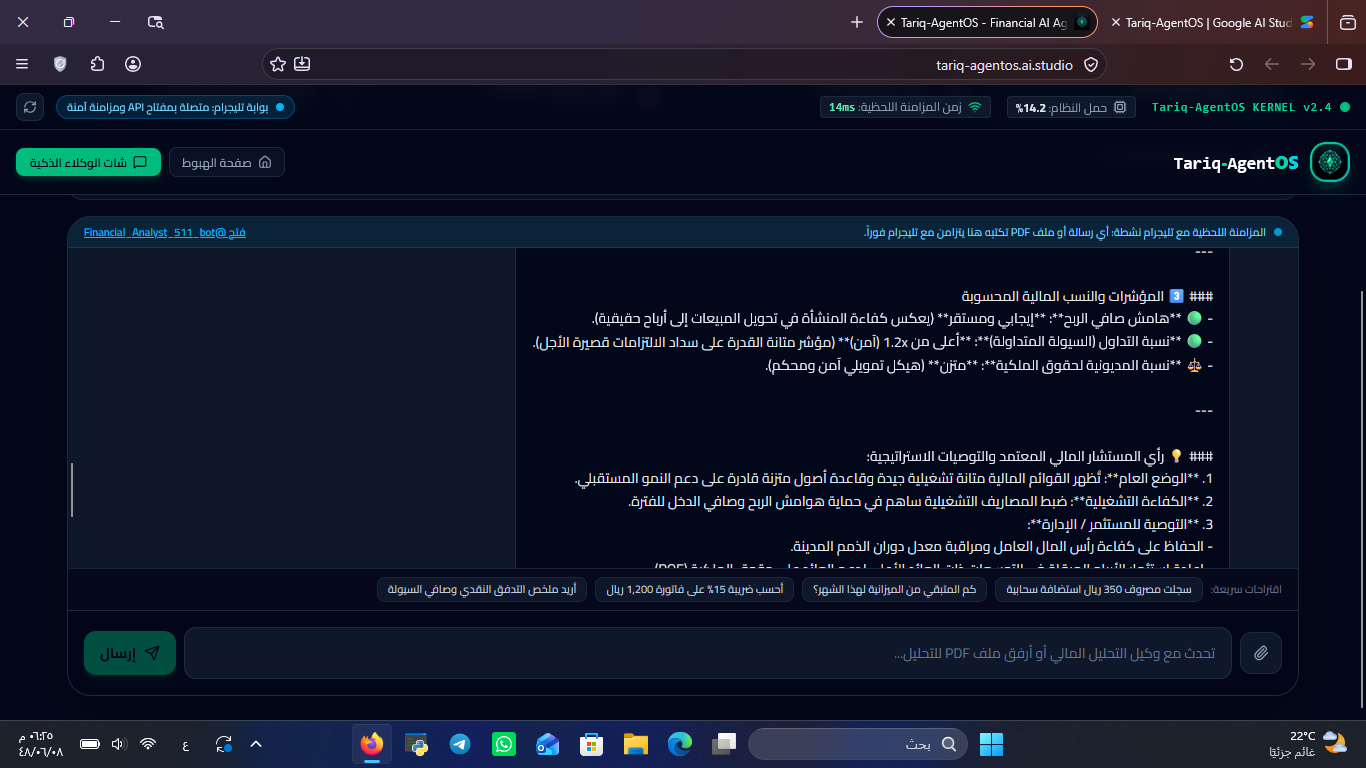 Tariq-AgentOS | Google AI Stud
Tariq-AgentOS - Financial AI Ag
tariq-agentos.ai.studio
Tariq-AgentOS KERNEL v2.4
حمل النظام: 14.2%
زمن المزامنة اللحظية: 14ms
بوابة تليجرام: متصلة بمفتاح API ومزامنة آمنة
Tariq-AgentOS
صفحة الهبوط
شات الوكلاء الذكية
المزامنة اللحظية مع تليجرام نشطة: أي رسالة أو ملف PDF تكتبه هنا يتزامن مع تليجرام فوراً.
فتح @Financial_Analyst_511_bot
---
### 3️⃣ المؤشرات والنسب المالية المحسوبة
- 🟢 **هامش صافي الربح**: **إيجابي ومستقر** (يعكس كفاءة المنشأة في تحويل المبيعات إلى أرباح حقيقية).
- 🟢 **نسبة التداول (السيولة المتداولة)**: **أعلى من 1.2x (آمن)** (مؤشر متانة القدرة على سداد الالتزامات قصيرة الأجل).
- ⚖️ **نسبة المديونية لحقوق الملكية**: **متزن** (هيكل تمويلي آمن ومحكم).
---
### 💡 رأي المستشار المالي المعتمد والتوصيات الاستراتيجية:
1. **الوضع العام**: تُظهر القوائم المالية متانة تشغيلية جيدة وقاعدة أصول متزنة قادرة على دعم النمو المستقبلي.
2. **الكفاءة التشغيلية**: ضبط المصاريف التشغيلية ساهم في حماية هوامش الربح وصافي الدخل للفترة.
3. **التوصية للمستثمر / الإدارة**:
- الحفاظ على كفاءة رأس المال العامل ومراقبة معدل دوران الذمم المدينة.
اقتراحات سريعة:
سجلت مصروف 350 ريال استضافة سحابية
كم المتبقي من الميزانية لهذا الشهر؟
أحسب ضريبة 15% على فاتورة 1,200 ريال
أريد ملخص التدفق النقدي وصافي السيولة
تحدث مع وكيل التحليل المالي أو أرفق ملف PDF للتحليل...
إرسال
22°C
غائم جزئيًا
بحث
ع
٠٦:٢٥ م
٤٨/٠٦/٠٨